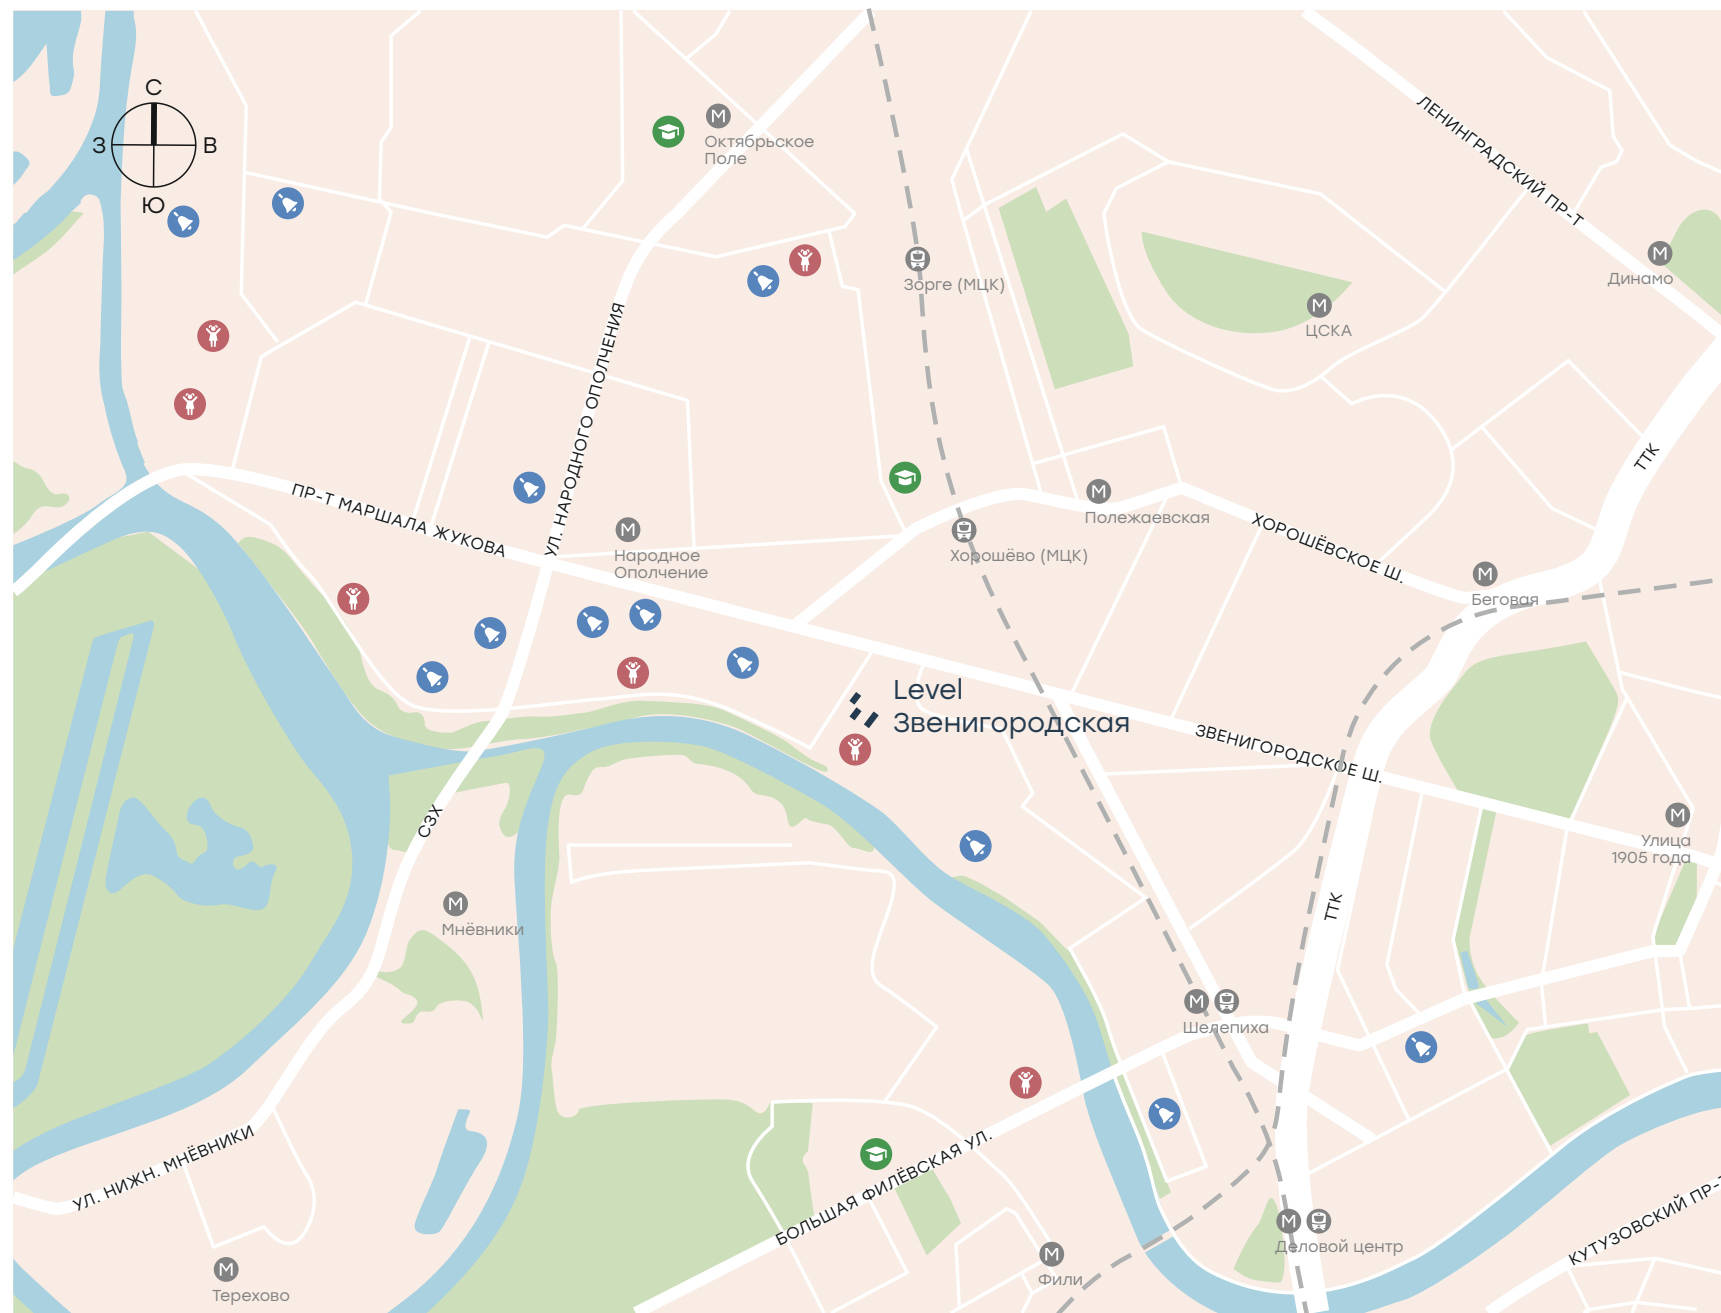 С
З
В
Ю
М
Октябрьское
Поле
ЛЕНИНГРАДСКИЙ ПР-Т
М
Динамо
Зорге (МЦК)
М
ЦСКА
УЛ. НАРОДНОГО ОПОЛЧЕНИЯ
ТТК
ПР-Т МАРШАЛА ЖУКОВА
М
Полежаевская
ХОРОШЁВСКОЕ Ш.
М
Народное
Ополчение
Хорошёво (МЦК)
М
Беговая
Level
Звенигородская
ЗВЕНИГОРОДСКОЕ Ш.
СЗХ
М
Улица
1905 года
М
Мнёвники
ТТК
М
Шелепиха
УЛ. НИЖН. МНЁВНИКИ
БОЛЬШАЯ ФИЛЁВСКАЯ УЛ.
М
Деловой центр
КУТУЗОВСКИЙ ПР-Т
М
Фили
М
Терехово